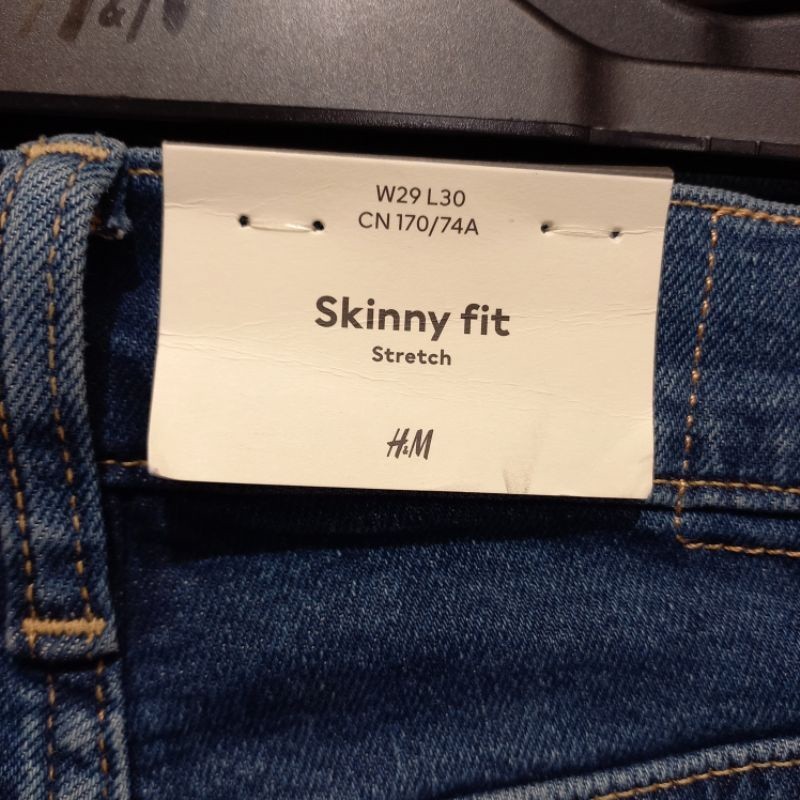 H&M
W29 L30
CN 170/74A
Skinny fit
Stretch
H&M